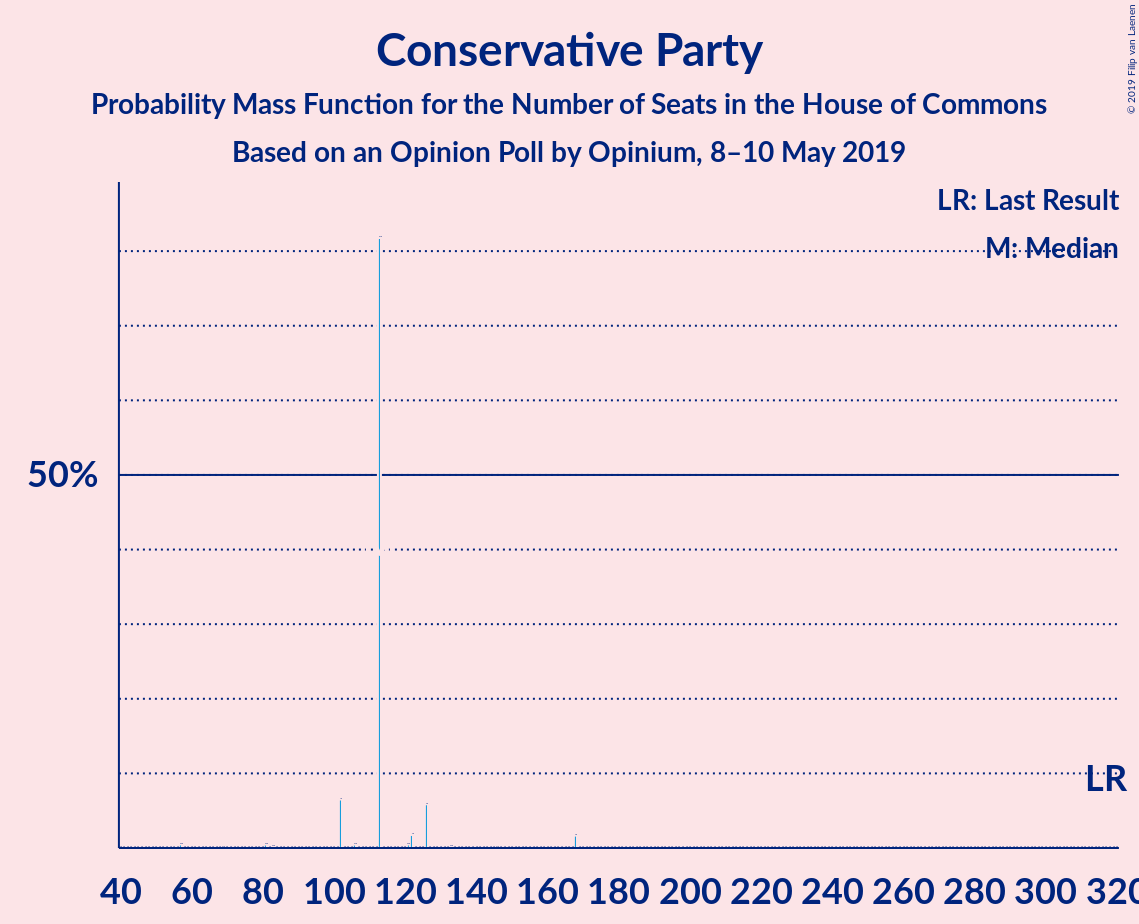 Conservative Party
Probability Mass Function for the Number of Seats in the House of Commons
Based on an Opinion Poll by Opinium, 8–10 May 2019
© 2019 Filip van Laenen
LR: Last Result
M: Median
50%
LR
40 60 80 100 120 140 160 180 200 220 240 260 280 300 320